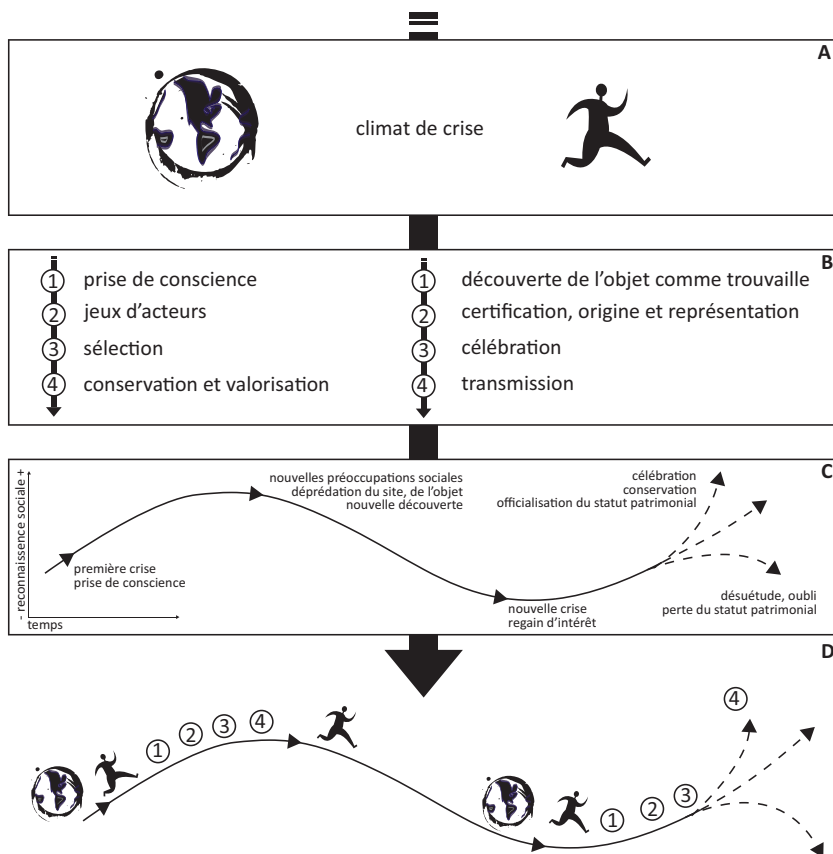 A
climat de crise
B
1 prise de conscience
2 jeux d'acteurs
3 sélection
4 conservation et valorisation
1 découverte de l'objet comme trouvaille
2 certification, origine et représentation
3 célébration
4 transmission
C
- reconnaissance sociale +
temps
première crise
prise de conscience
nouvelles préoccupations sociales
déprédation du site, de l'objet
nouvelle découverte
nouvelle crise
regain d'intérêt
célébration
conservation
officialisation du statut patrimonial
désuétude, oubli
perte du statut patrimonial
D
1 2 3 4
1 2 3 4